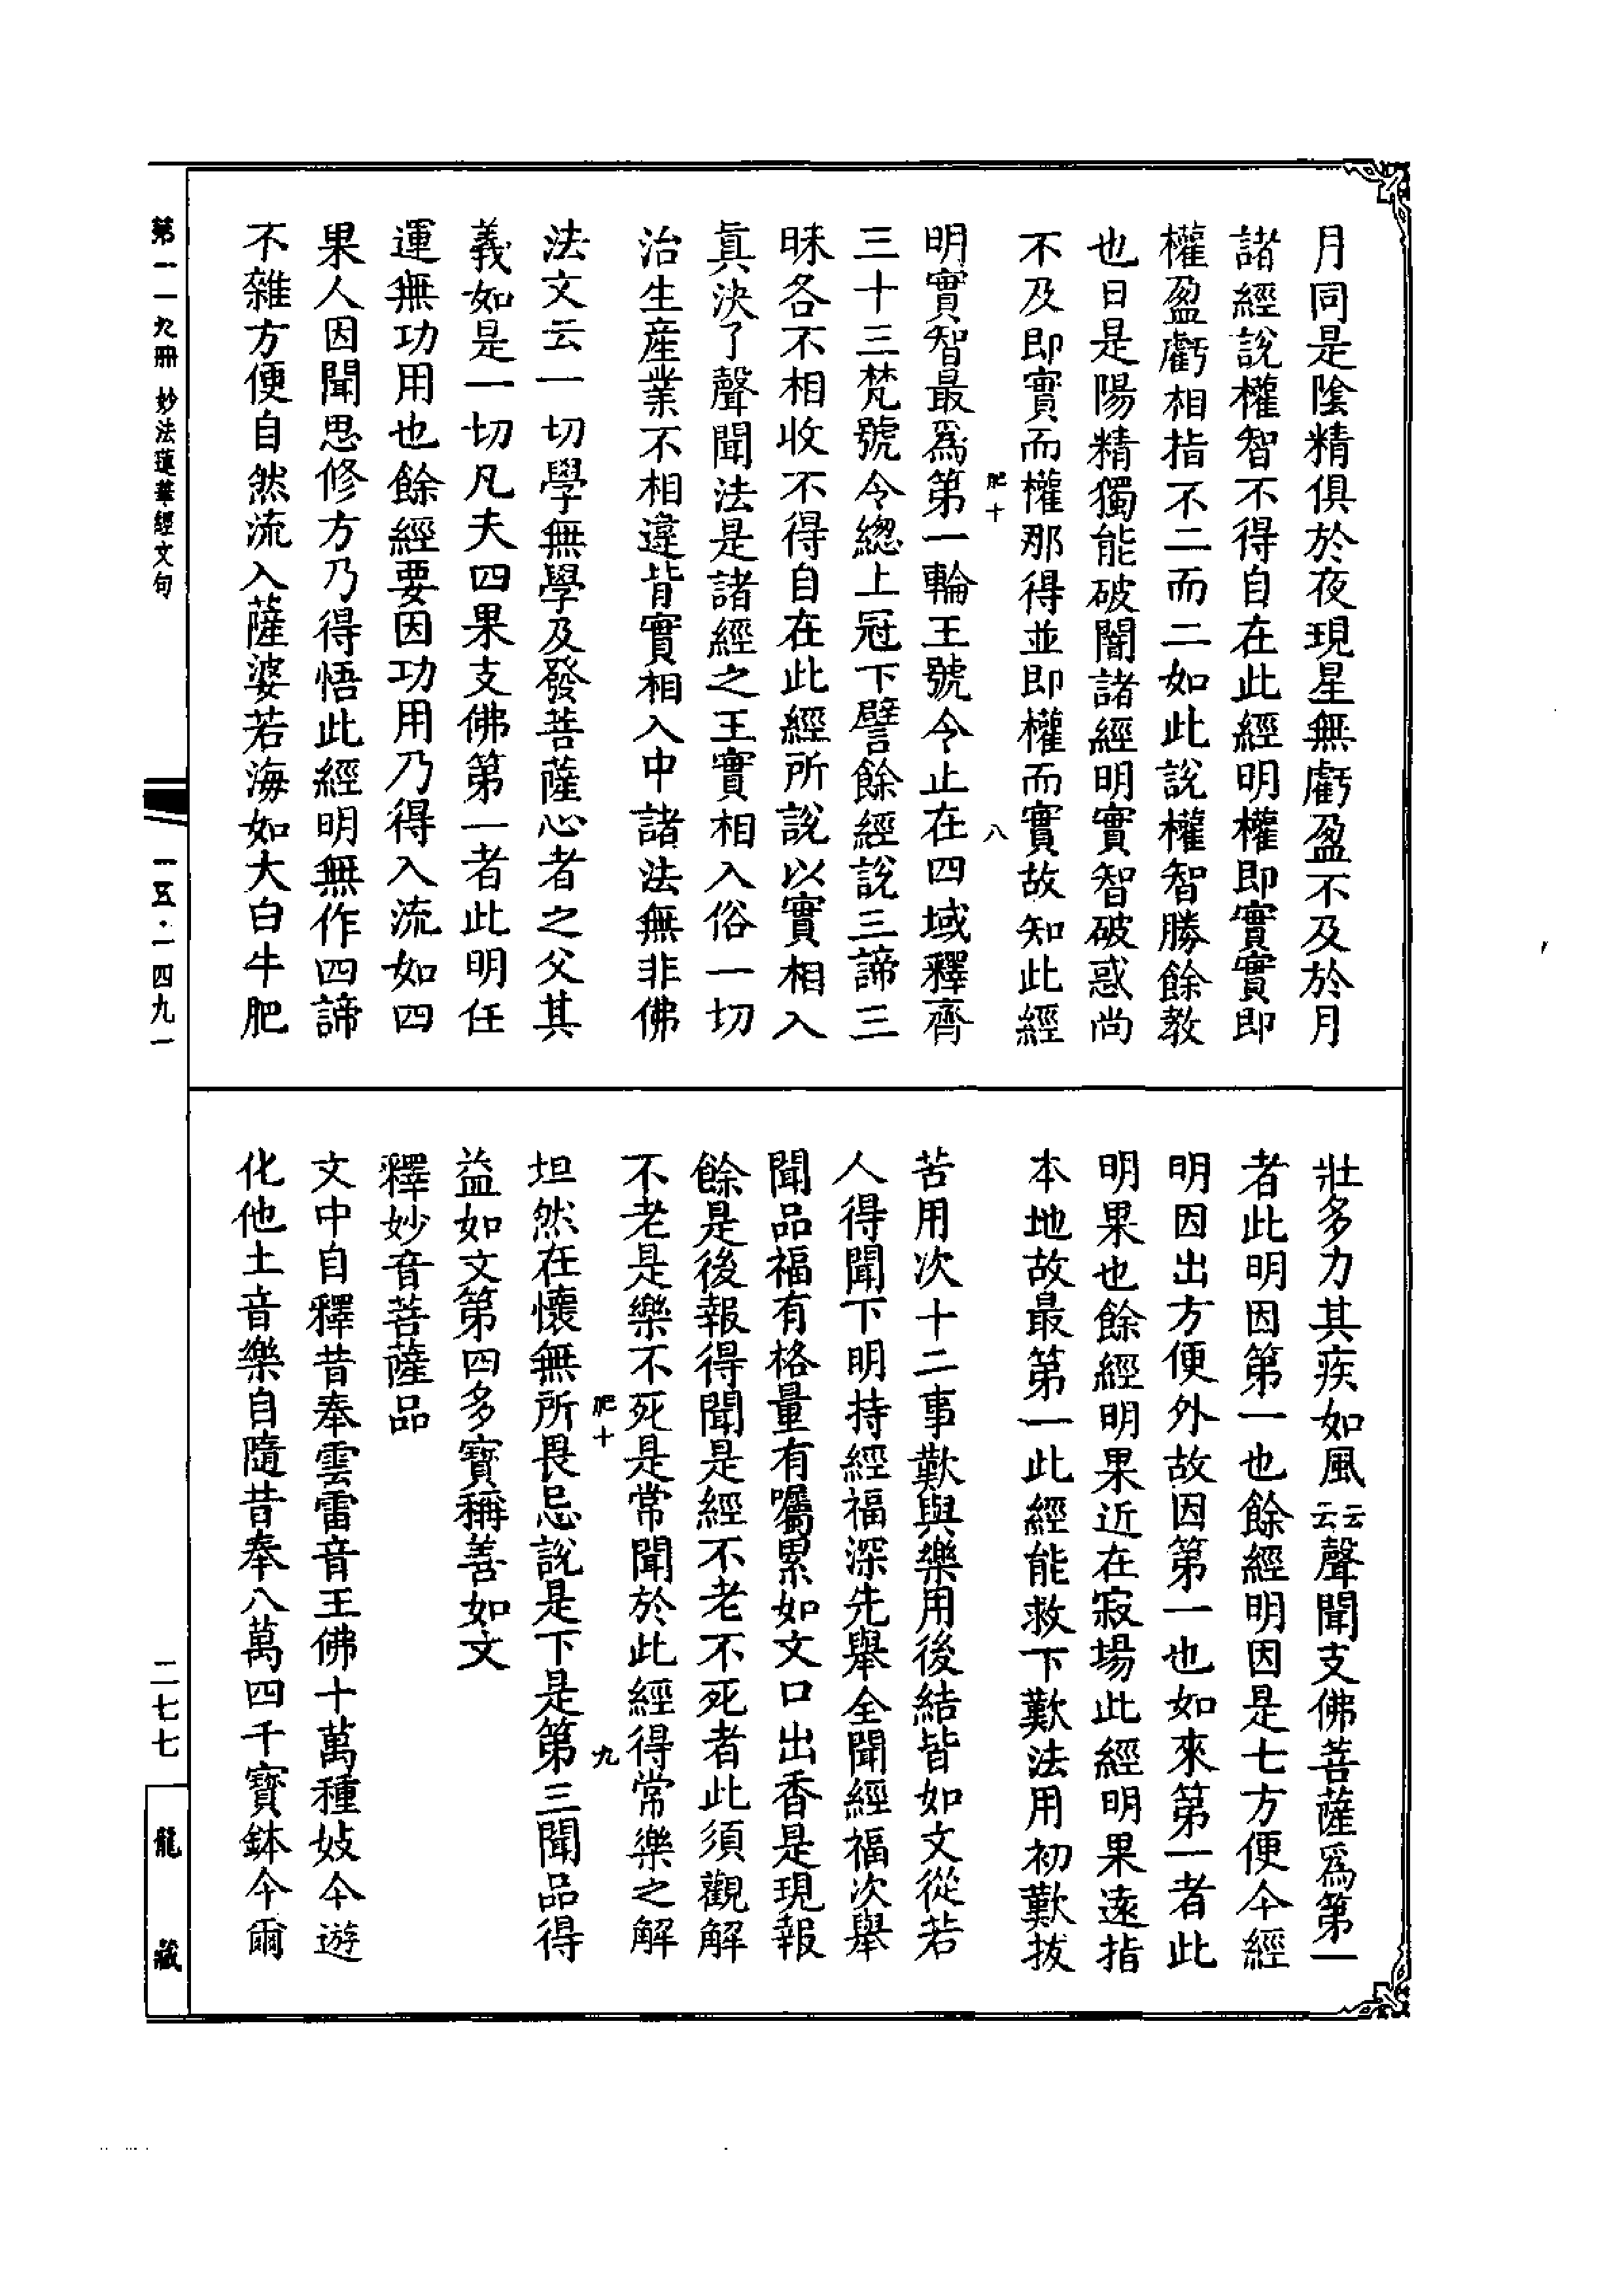 月同是陰精俱於夜現星無虧盈不及於月
諸經說權智不得自在此經明權即實實即
權盈虧相指不二而二如此說權智勝餘教
也日是陽精獨能破闇諸經明實智破惑尚
不及即實而權那得並即權而實故知此經
肥十 八
明實智最爲第一輪王號令止在四域釋齊
三十三梵號令總上冠下譬餘經說三諦三
昧各不相收不得自在此經所說以實相入
眞決了聲聞法是諸經之王實相入俗一切
治生產業不相違背實相入中諸法無非佛
法文云一切學無學及發菩薩心者之父其
義如是一切凡夫四果支佛第一者此明任
運無功用也餘經要因功用乃得入流如四
果人因聞思修方乃得悟此經明無作四諦
不雜方便自然流入薩婆若海如大白牛肥
壯多力其疾如風云云聲聞支佛菩薩爲第一
者此明因第一也餘經明因是七方便今經
明因出方便外故因第一也如來第一者此
明果也餘經明果近在寂場此經明果遠指
本地故最第一此經能救下歎法用初歎拔
苦用次十二事歎與樂用後結皆如文從若
人得聞下明持經福深先舉全聞經福次舉
聞品福有格量有囑累如文口出香是現報
餘是後報得聞是經不老不死者此須觀解
不老是樂不死是常聞於此經得常樂之解
肥十 九
坦然在懷無所畏忌說是下是第三聞品得
益如文第四多寶稱善如文
釋妙音菩薩品
文中自釋昔奉雲雷音王佛十萬種妓今遊
化他土音樂自隨昔奉八萬四千寶鉢今爾
第一一九冊 妙法蓮華經文句
一五·一四九一
二七七
龍藏